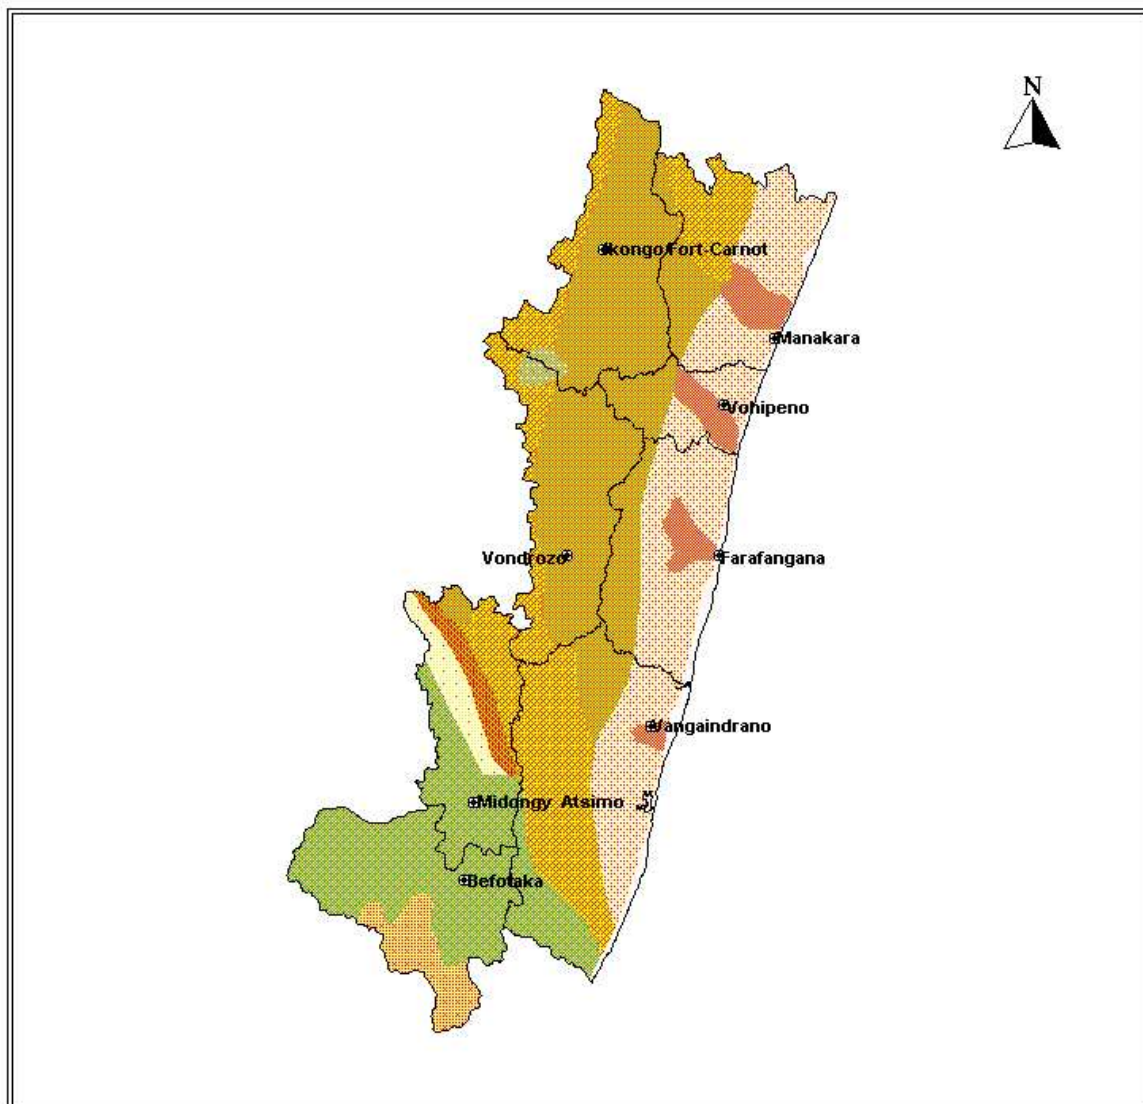 N
Ikongo/Fort-Carnot
Manakara
Vohipeno
Vondrozo
Farafangana
Vangaindrano
Midongy Atsimo
Befotaka